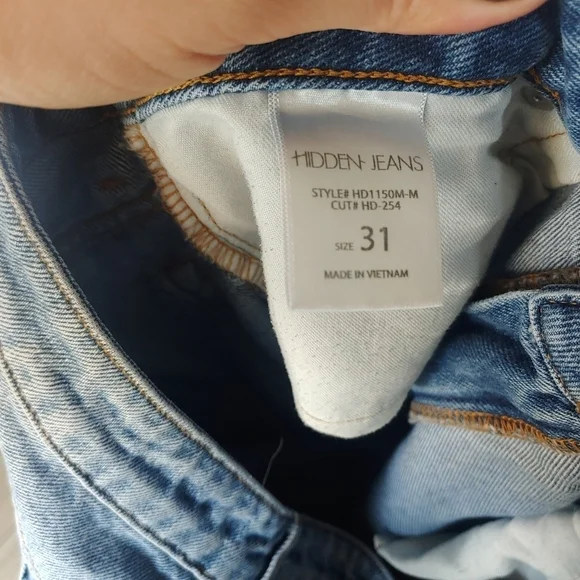 HIDDEN JEANS
STYLE# HD1150M-M
CUT# HD-254
SIZE 31
MADE IN VIETNAM